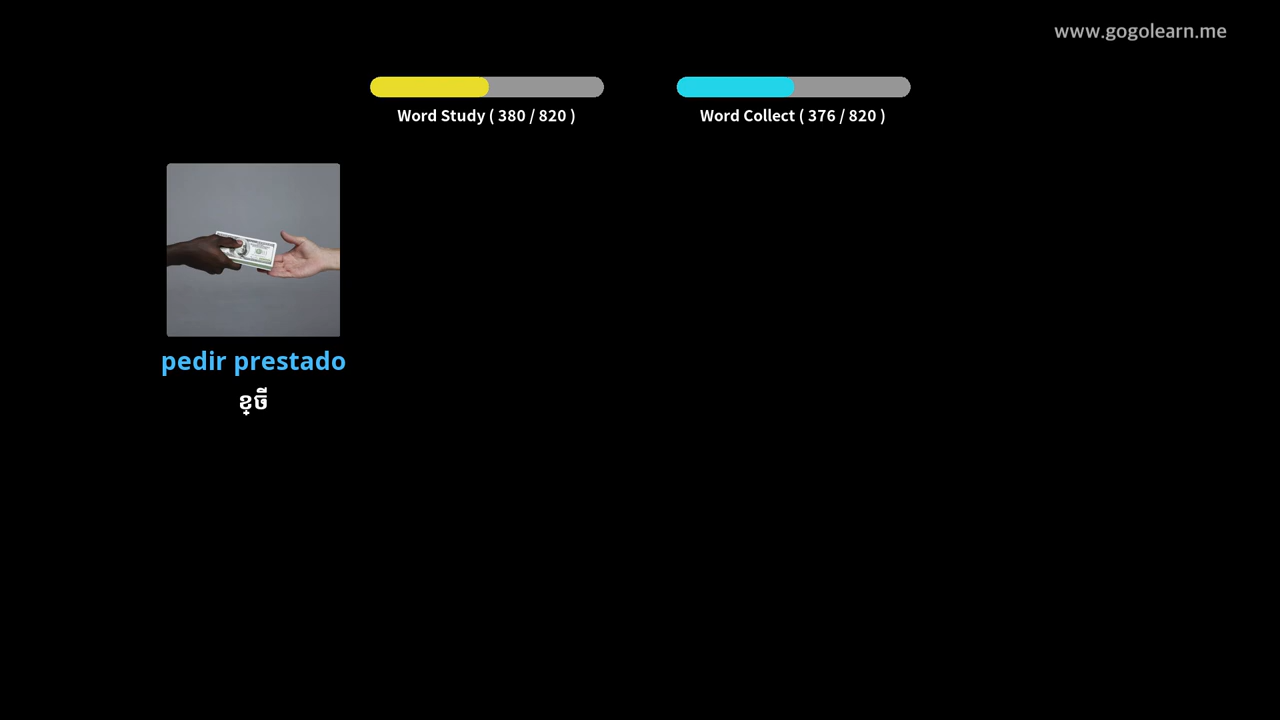 www.gogolearn.me
Word Study ( 380 / 820 )
Word Collect ( 376 / 820 )
pedir prestado
ខ្ចី